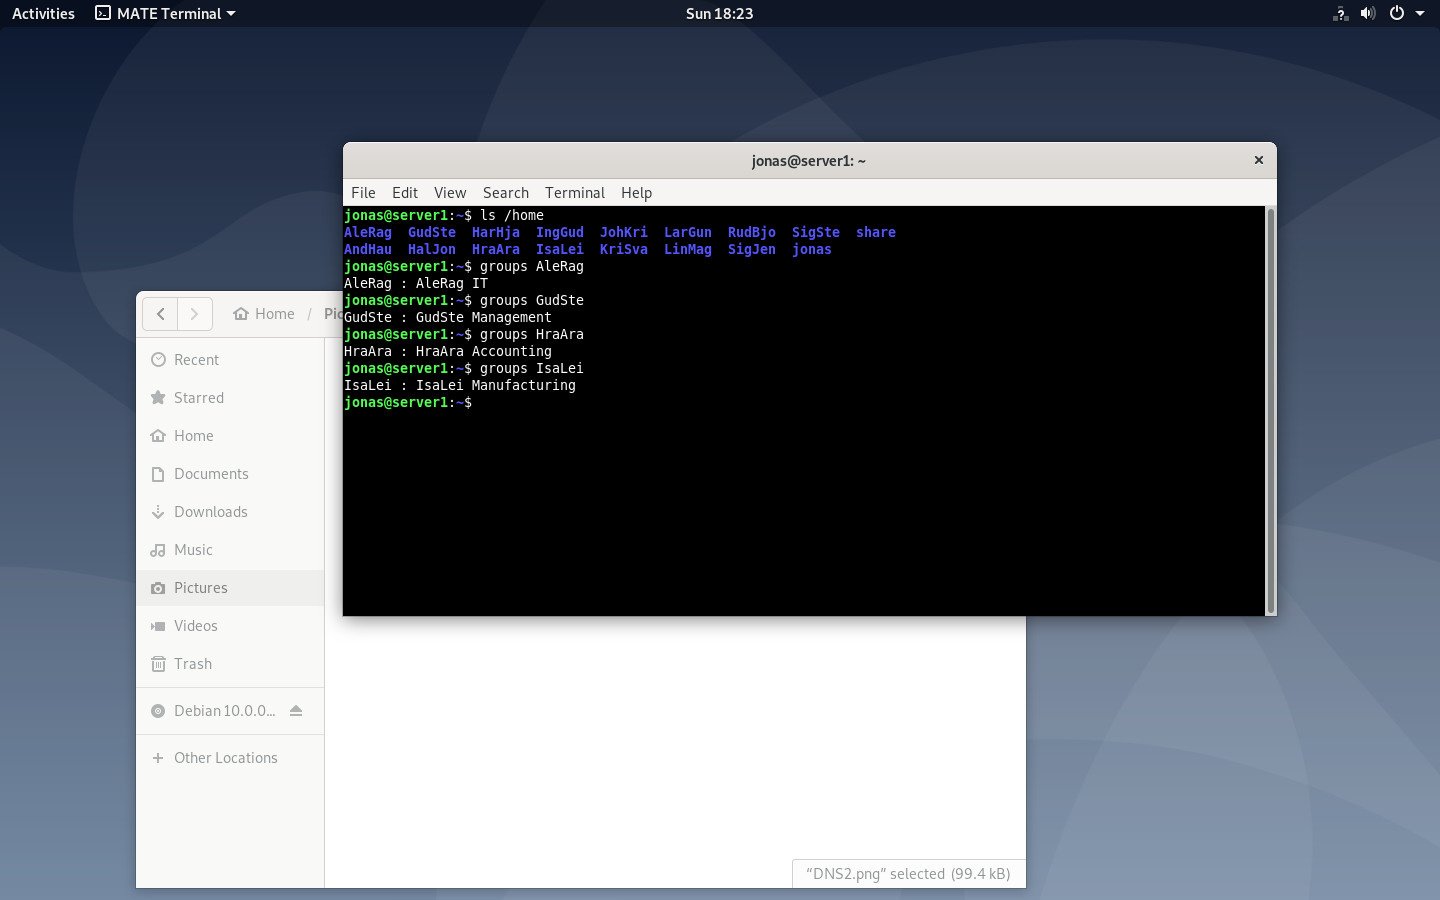 Activities MATE Terminal Sun 18:23
jonas@server1: ~
File Edit View Search Terminal Help
jonas@server1:~$ ls /home
AleRag GudSte HarHja IngGud JohKri LarGun RudBjo SigSte share
AndHau HalJon HraAra IsaLei KriSva LinMag SigJen jonas
jonas@server1:~$ groups AleRag
AleRag : AleRag IT
jonas@server1:~$ groups GudSte
GudSte : GudSte Management
jonas@server1:~$ groups HraAra
HraAra : HraAra Accounting
jonas@server1:~$ groups IsaLei
IsaLei : IsaLei Manufacturing
jonas@server1:~$
Home /
Recent
Starred
Home
Documents
Downloads
Music
Pictures
Videos
Trash
Debian 10.0.0...
Other Locations
“DNS2.png” selected (99.4 kB)